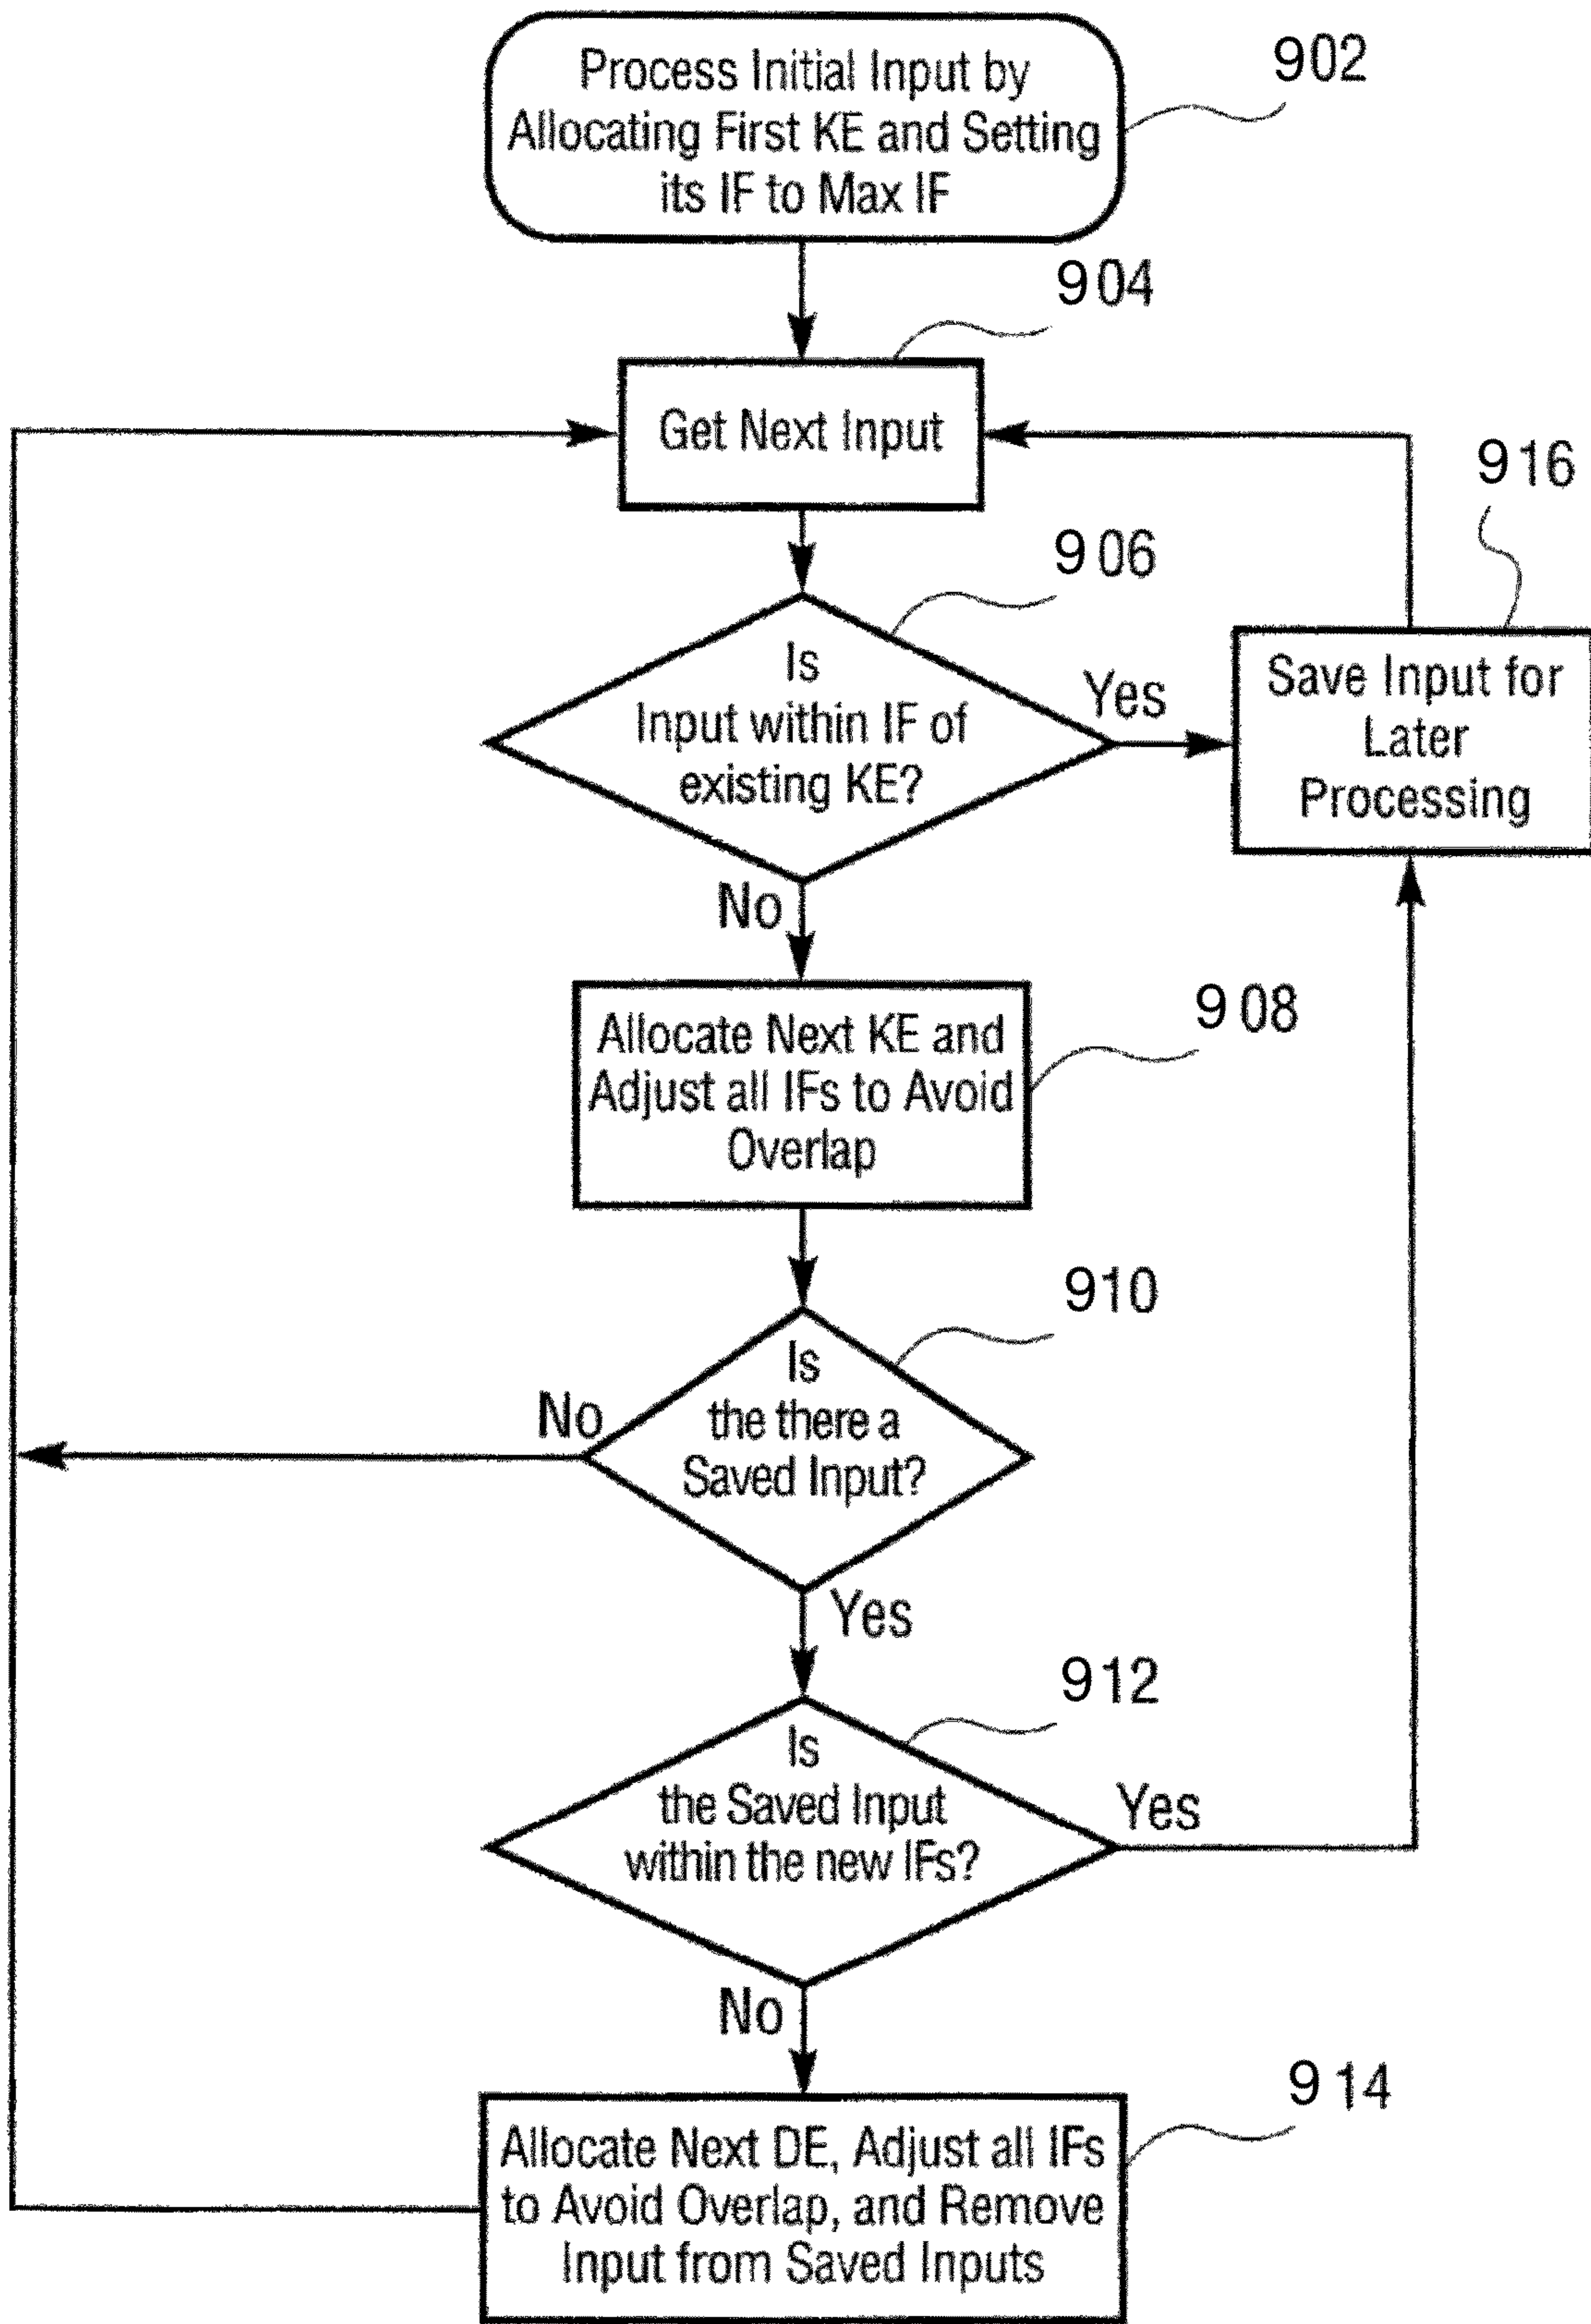 Process Initial Input by
Allocating First KE and Setting
its IF to Max IF
902
904
Get Next Input
916
906
Is
Input within IF of
existing KE?
Yes
Save Input for
Later
Processing
No
908
Allocate Next KE and
Adjust all IFs to Avoid
Overlap
910
Is
the there a
Saved Input?
No
Yes
912
Is
the Saved Input
within the new IFs?
Yes
No
914
Allocate Next DE, Adjust all IFs
to Avoid Overlap, and Remove
Input from Saved Inputs